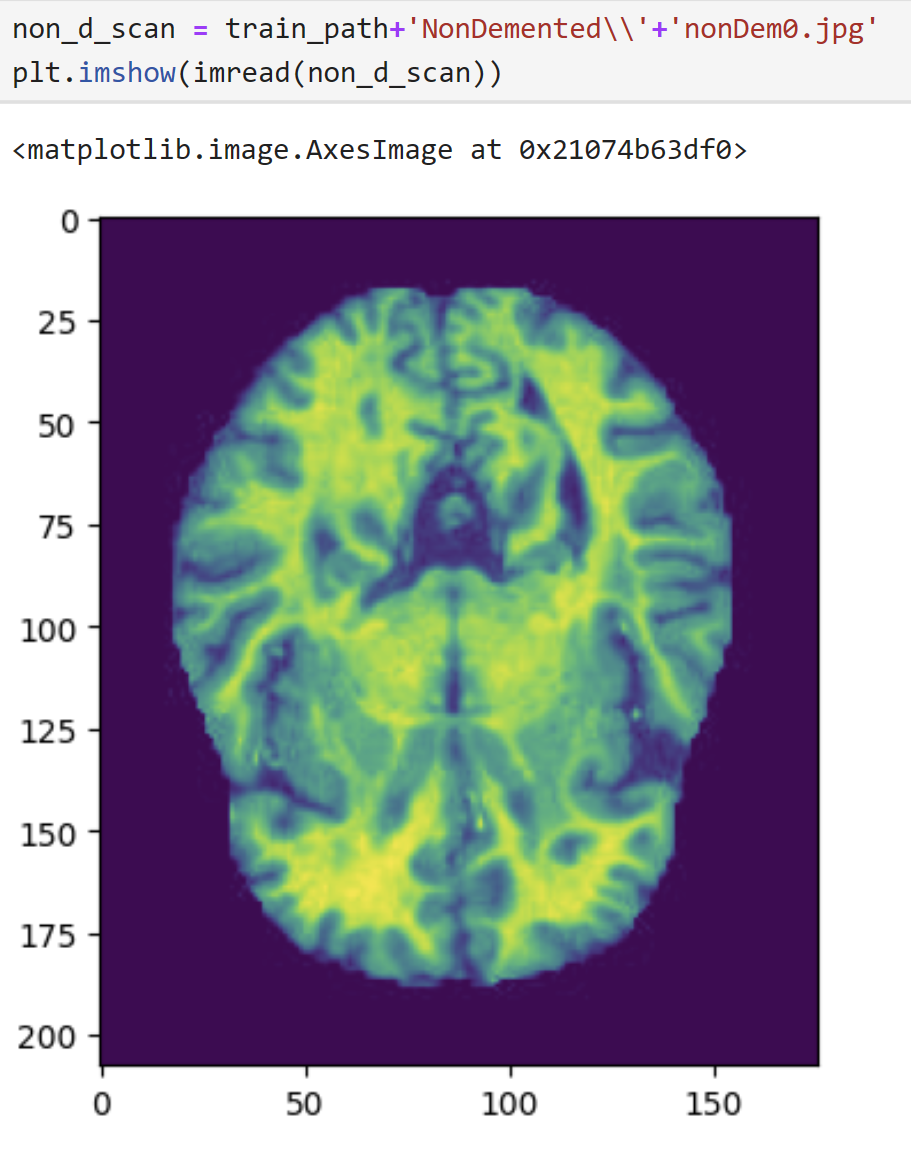 non_d_scan = train_path+'NonDemented\\'+'nonDem0.jpg'
plt.imshow(imread(non_d_scan))
<matplotlib.image.AxesImage at 0x21074b63df0>
0
25
50
75
100
125
150
175
200
0 50 100 150